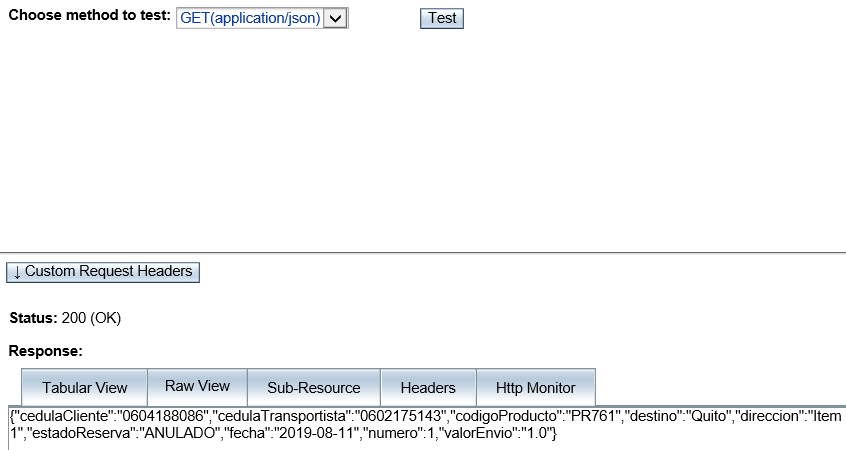 Choose method to test: GET(application/json) Test
↓ Custom Request Headers
Status: 200 (OK)
Response:
Tabular View Raw View Sub-Resource Headers Http Monitor
{"cedulaCliente":"0604188086","cedulaTransportista":"0602175143","codigoProducto":"PR761","destino":"Quito","direccion":"Item
1","estadoReserva":"ANULADO","fecha":"2019-08-11","numero":1,"valorEnvio":"1.0"}